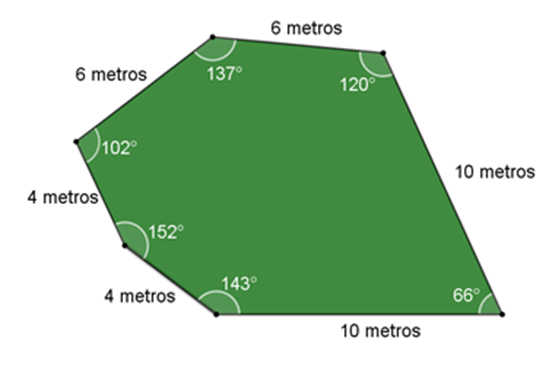 6 metros
6 metros
137°
120°
102°
10 metros
4 metros
152°
143°
4 metros
66°
10 metros